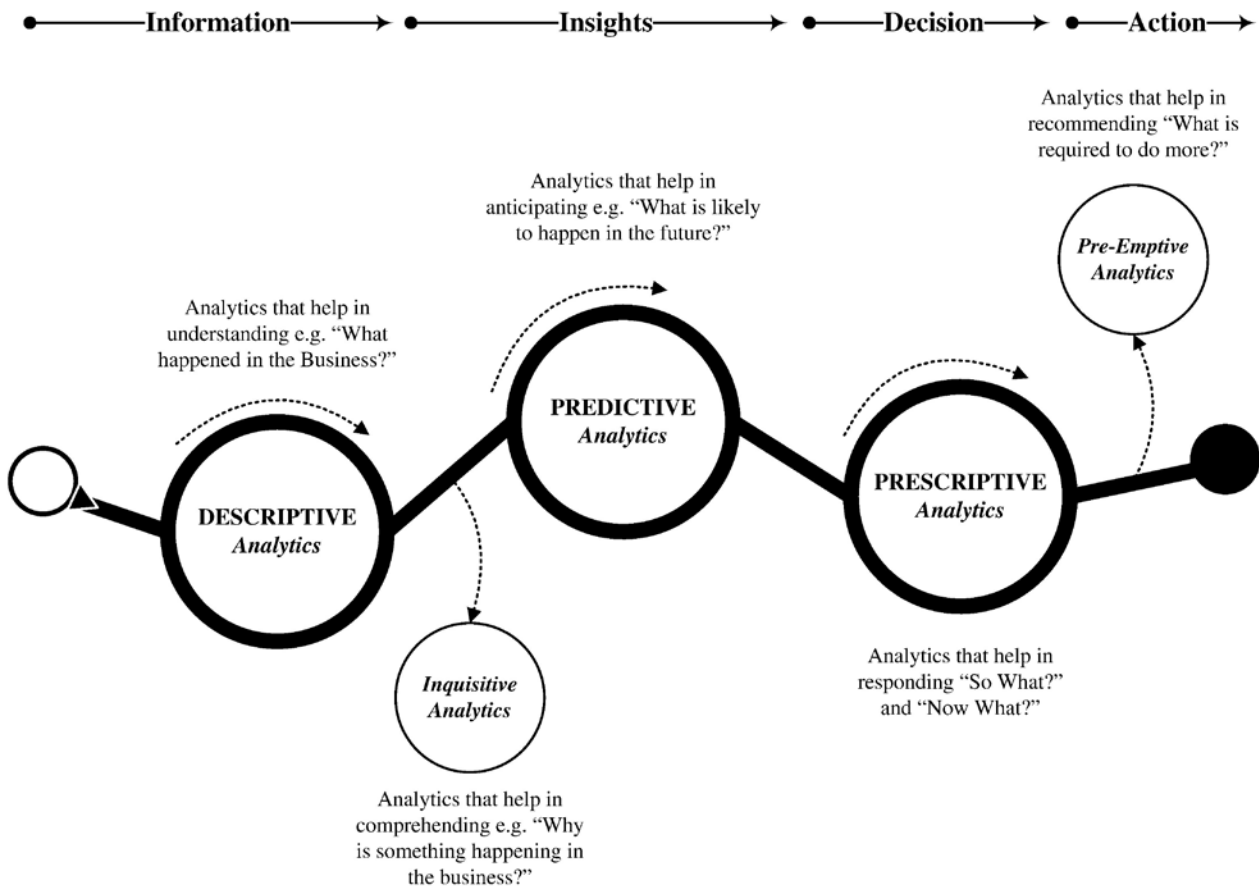 Information
Insights
Decision
Action
Analytics that help in
recommending “What is
required to do more?”
Pre-Emptive
Analytics
Analytics that help in
anticipating e.g. “What is likely
to happen in the future?”
Analytics that help in
understanding e.g. “What
happened in the Business?”
PREDICTIVE
Analytics
DESCRIPTIVE
Analytics
PRESCRIPTIVE
Analytics
Inquisitive
Analytics
Analytics that help in
responding “So What?”
and “Now What?”
Analytics that help in
comprehending e.g. “Why
is something happening in
the business?”